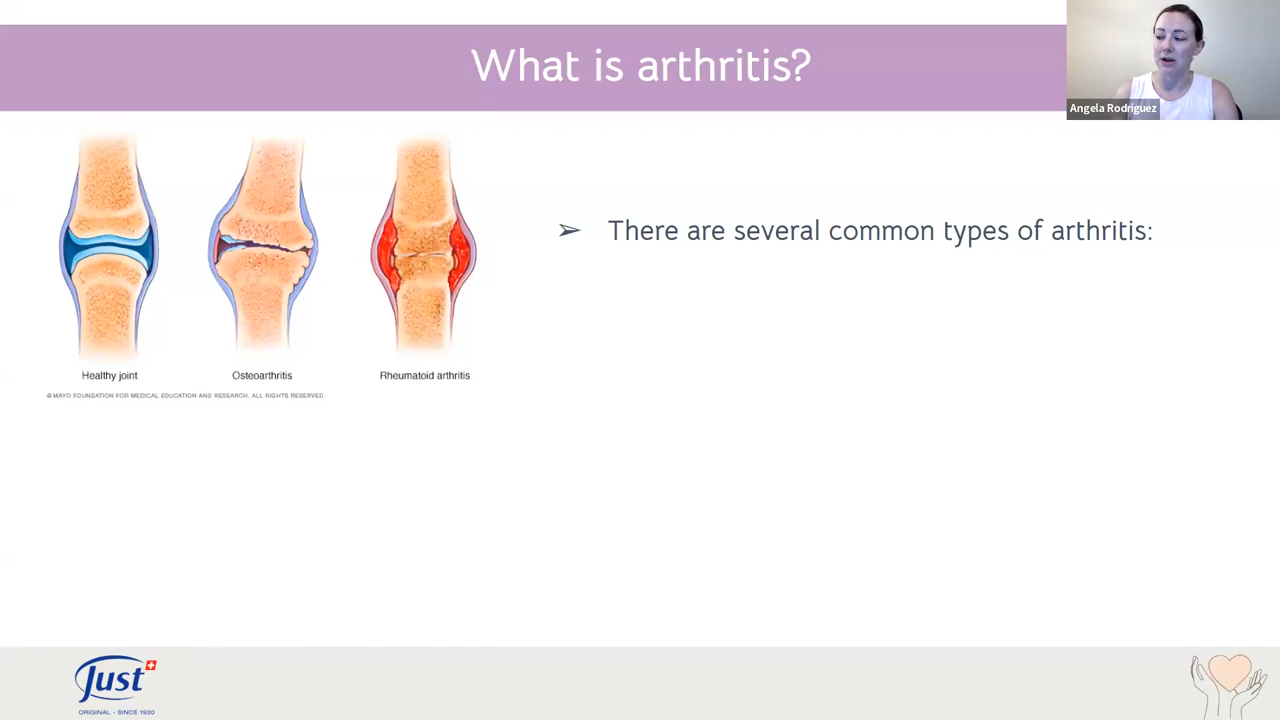 What is arthritis?
Angela Rodriguez
➢ There are several common types of arthritis:
Healthy joint
Osteoarthritis
Rheumatoid arthritis
© MAYO FOUNDATION FOR MEDICAL EDUCATION AND RESEARCH. ALL RIGHTS RESERVED.
Just
ORIGINAL - SINCE 1930